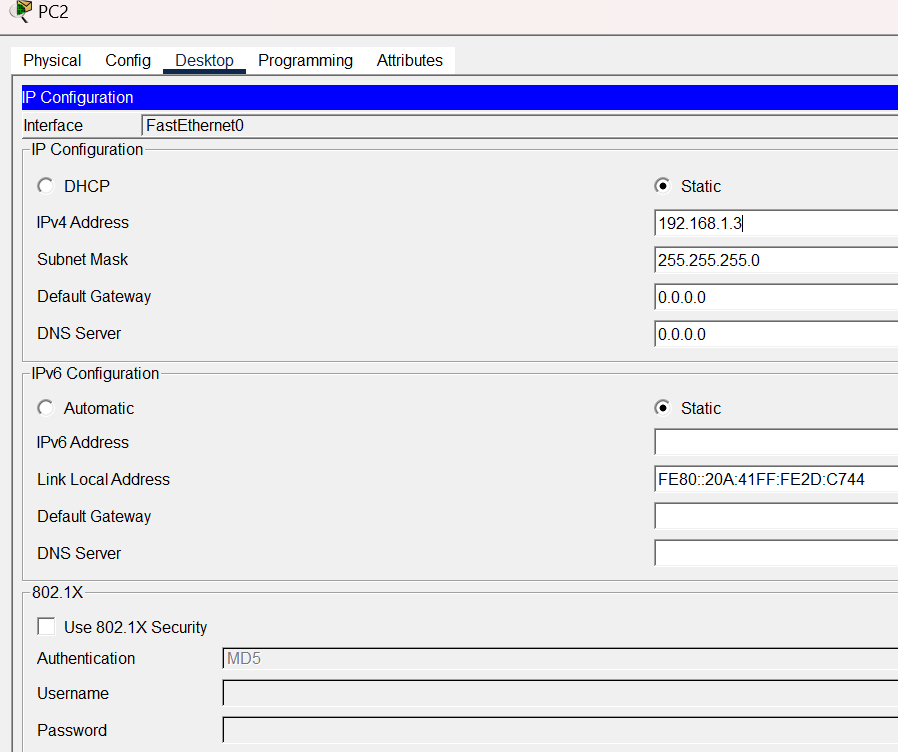 PC2
Physical Config Desktop Programming Attributes
IP Configuration
Interface FastEthernet0
IP Configuration
DHCP Static
IPv4 Address 192.168.1.3
Subnet Mask 255.255.255.0
Default Gateway 0.0.0.0
DNS Server 0.0.0.0
IPv6 Configuration
Automatic Static
IPv6 Address
Link Local Address FE80::20A:41FF:FE2D:C744
Default Gateway
DNS Server
802.1X
Use 802.1X Security
Authentication MD5
Username
Password